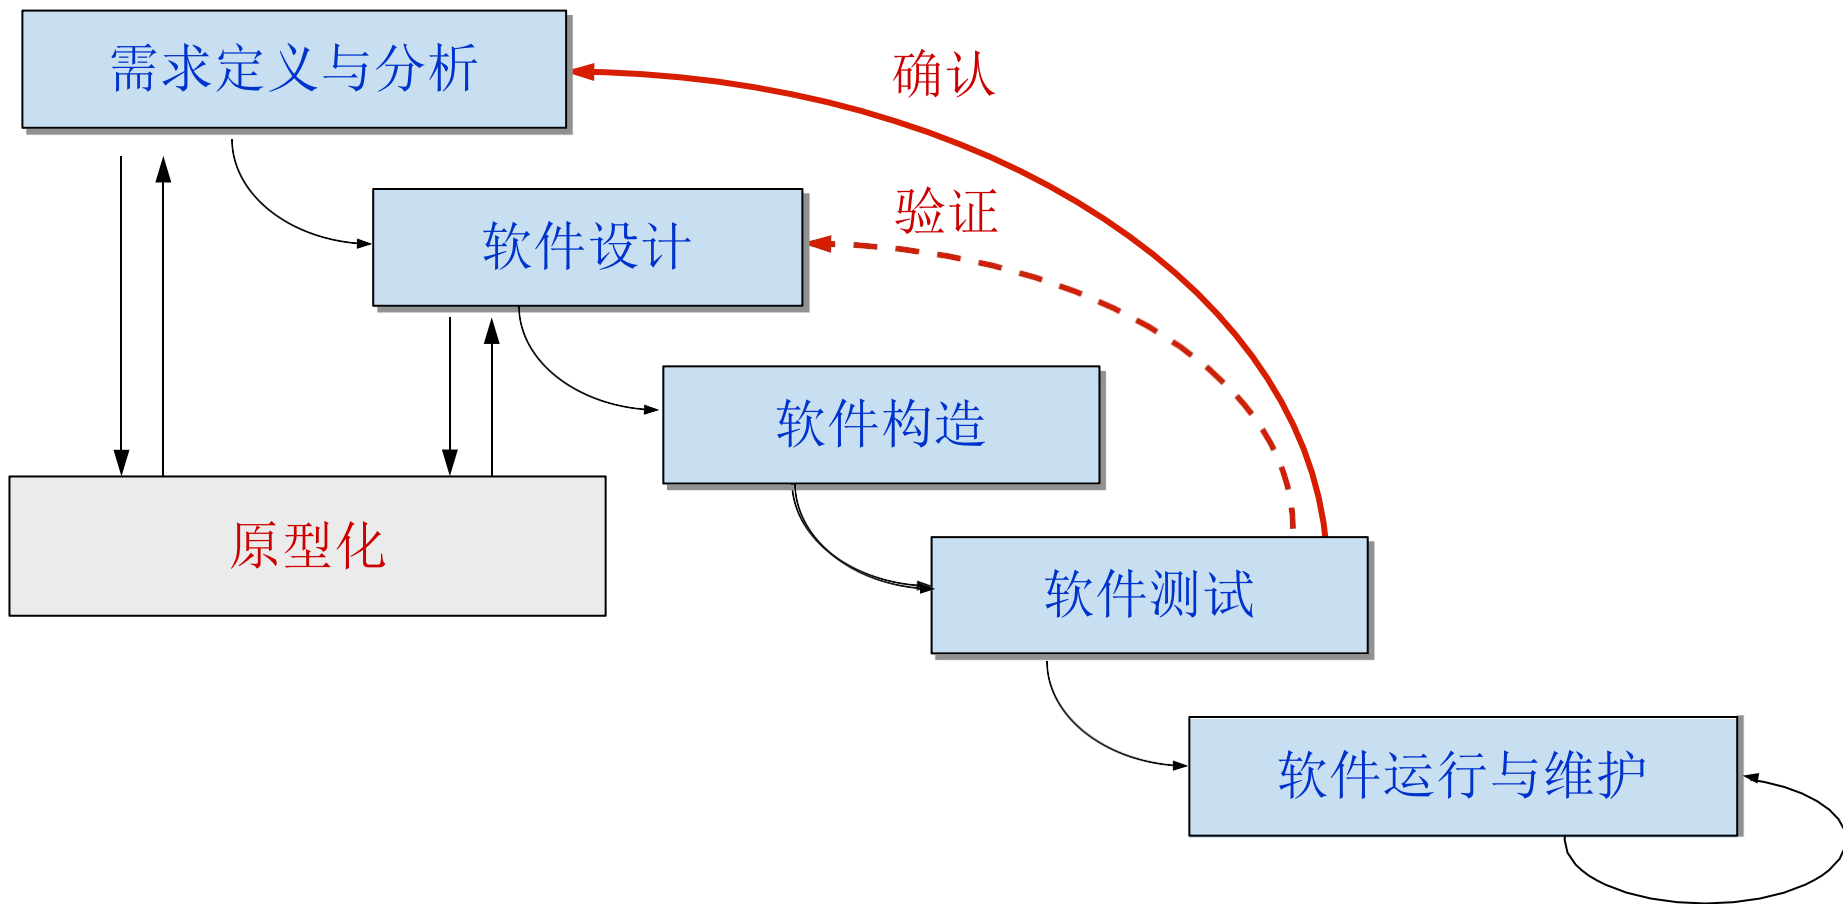 需求定义与分析
确认
验证
软件设计
软件构造
原型化
软件测试
软件运行与维护